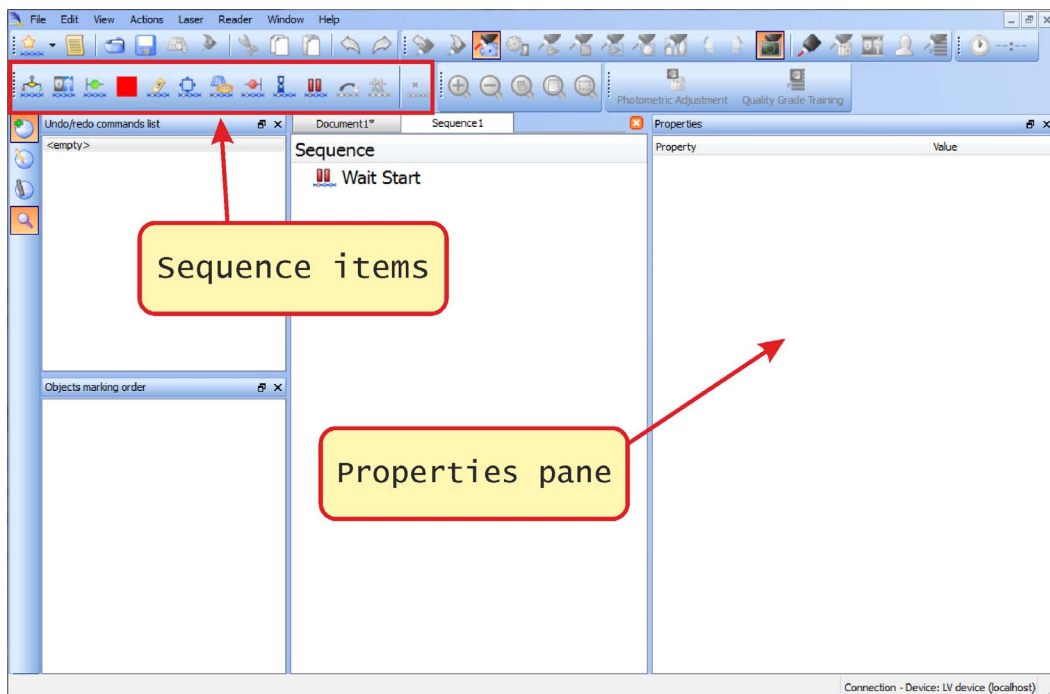 File Edit View Actions Laser Reader Window Help
--:--
Photometric Adjustment Quality Grade Training
Undo/redo commands list
<empty>
Document1* Sequence1
Sequence
Wait Start
Properties
Property Value
Sequence items
Objects marking order
Properties pane
Connection - Device: LV device (localhost)